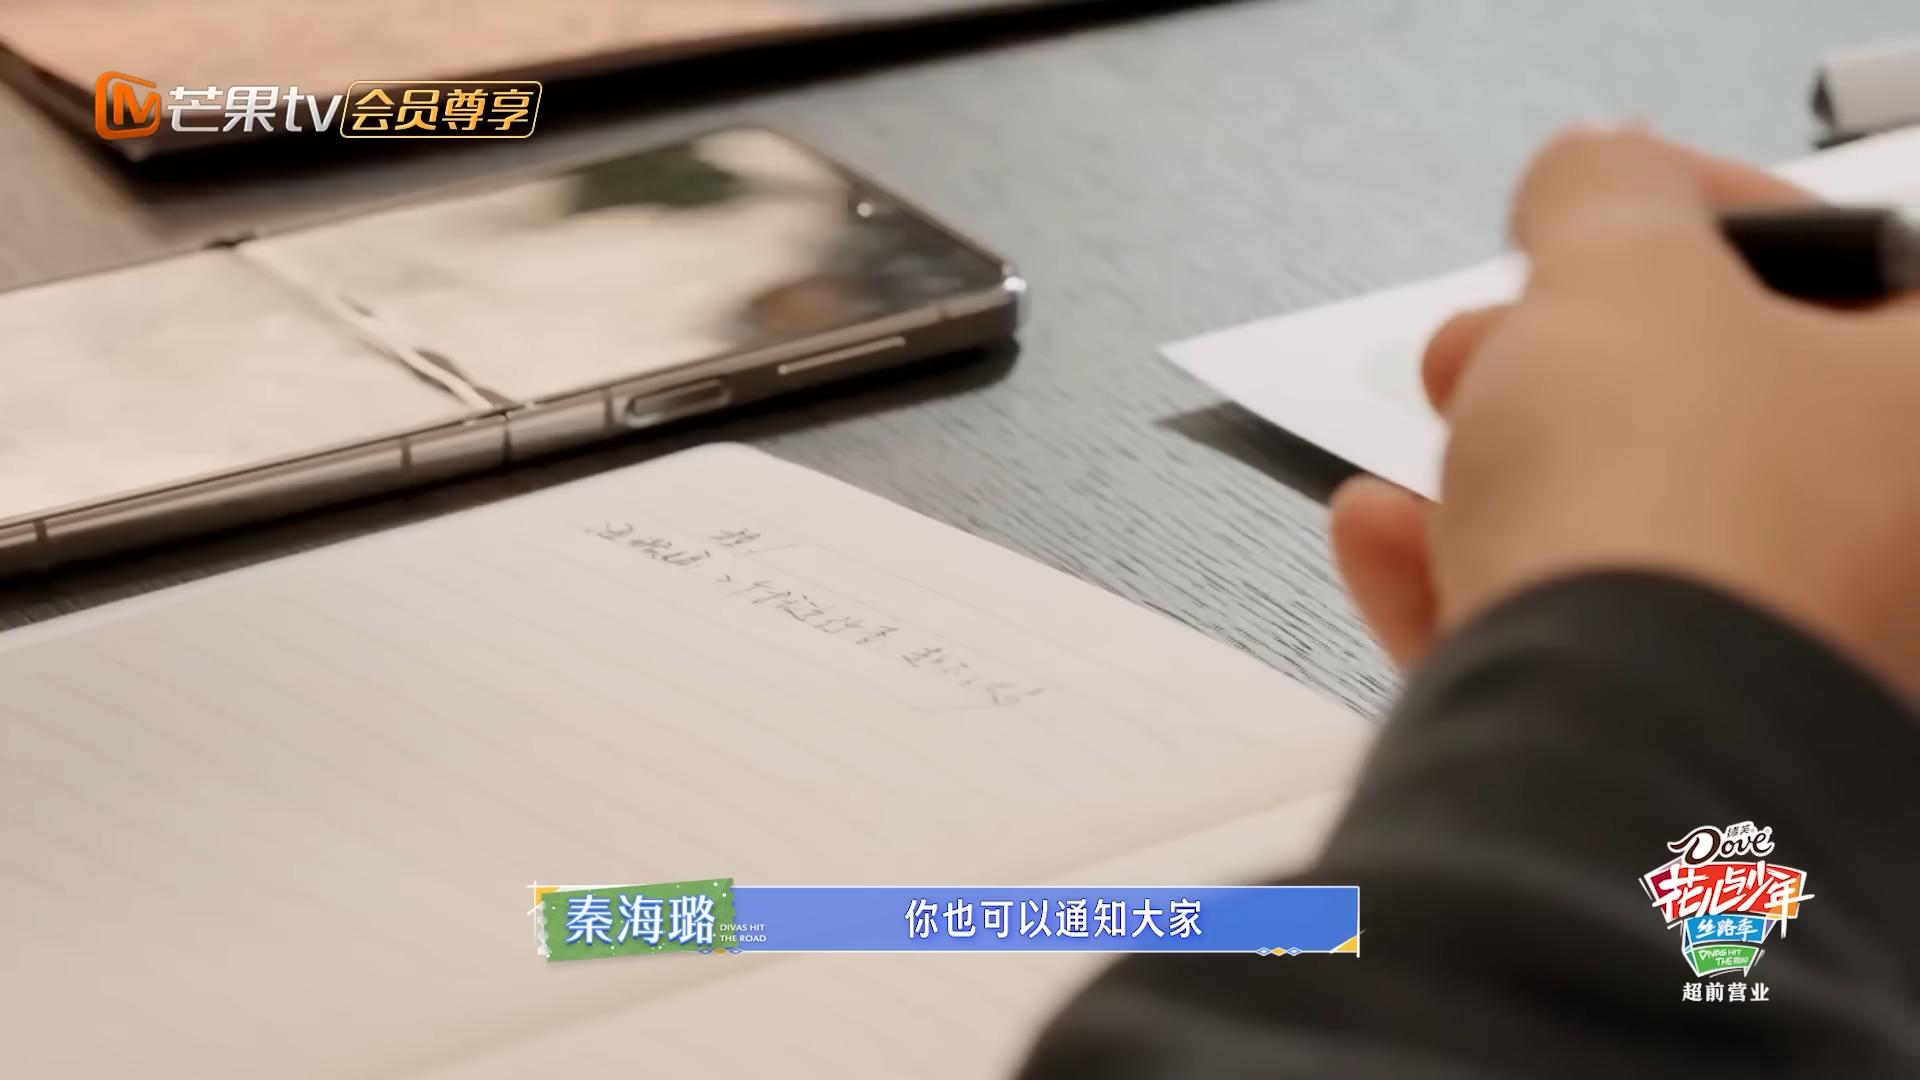 芒果tv会员尊享
秦海璐
DIVAS HIT
THE ROAD
你也可以通知大家
德芙
Dove
花儿与少年
丝路季
DIVAS HIT
THE ROAD
超前营业